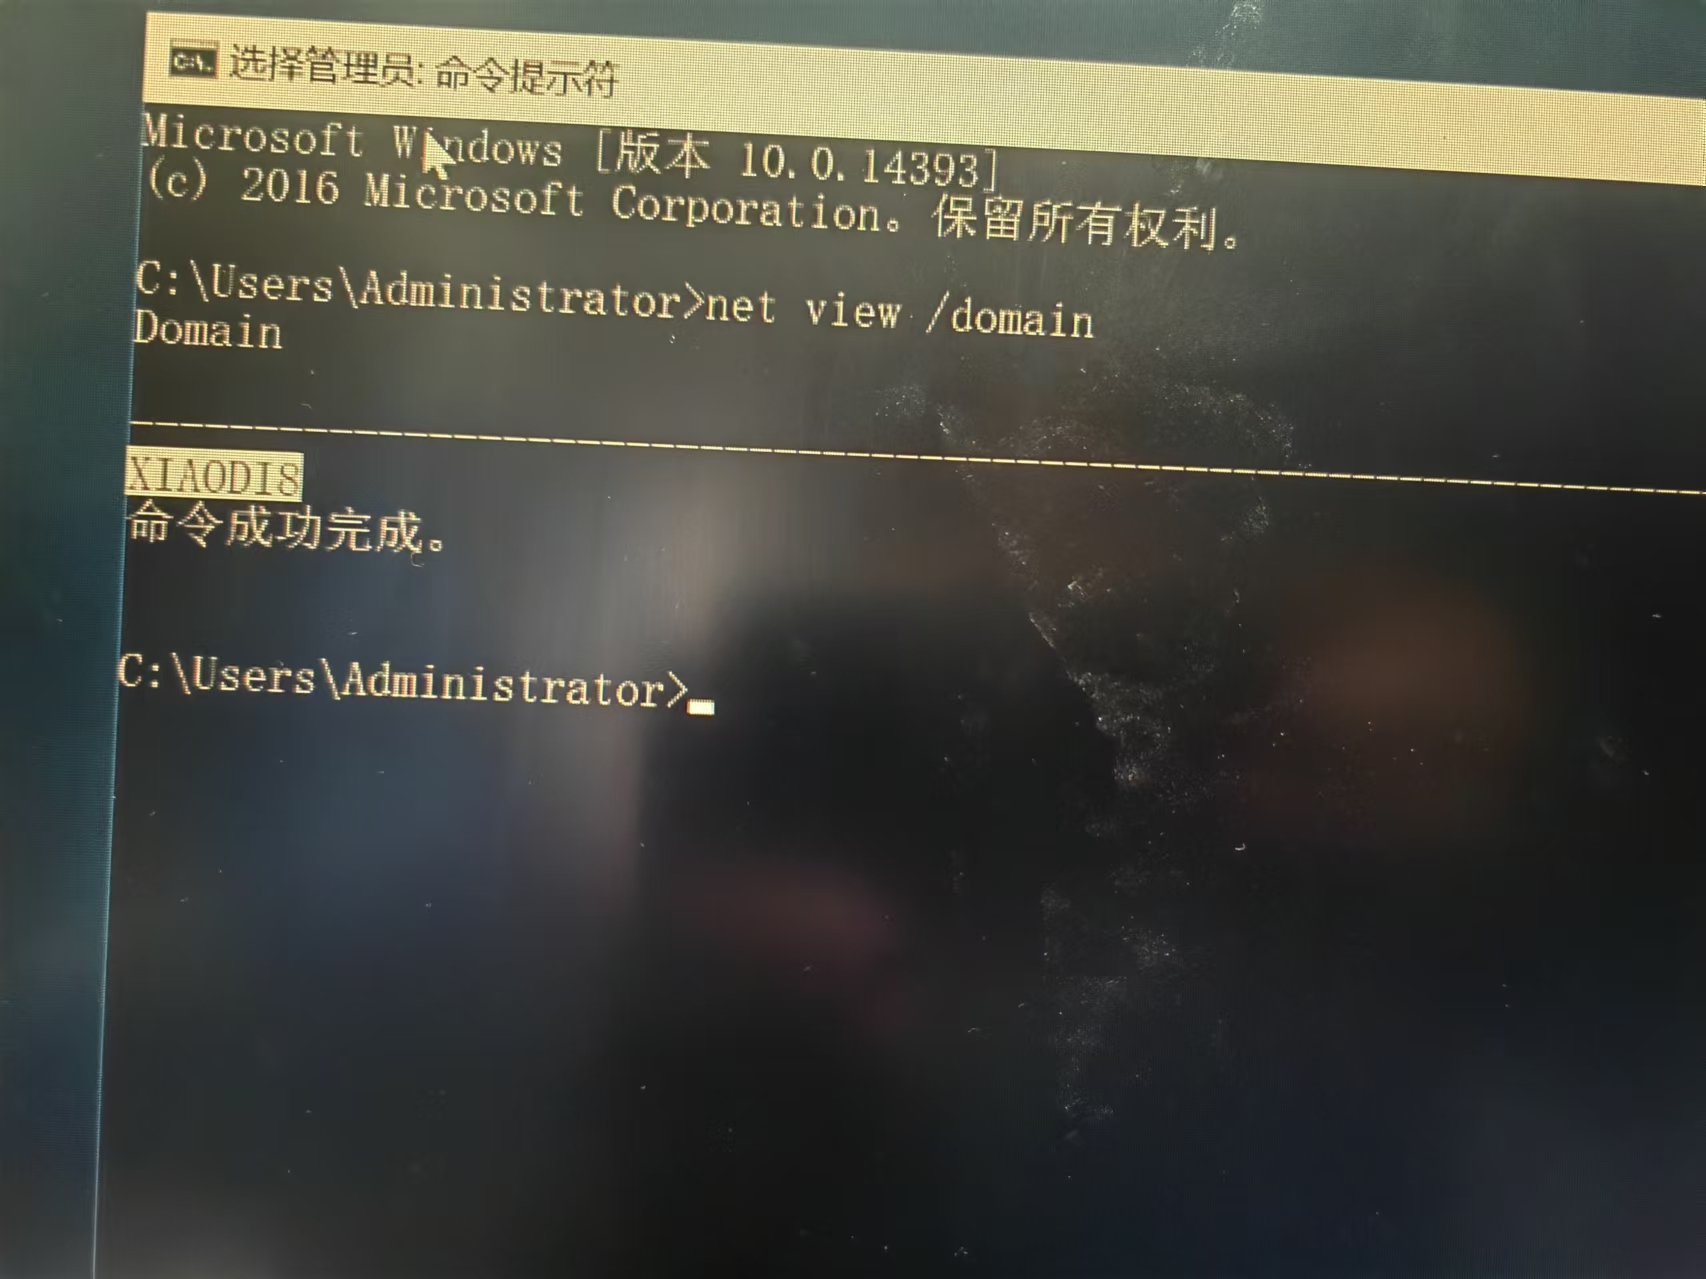 选择管理员: 命令提示符
Microsoft Windows [版本 10.0.14393]
(c) 2016 Microsoft Corporation。保留所有权利。
C:\Users\Administrator>net view /domain
Domain
-------------------------------------------------------------------------------
XIAODI8
命令成功完成。
C:\Users\Administrator>